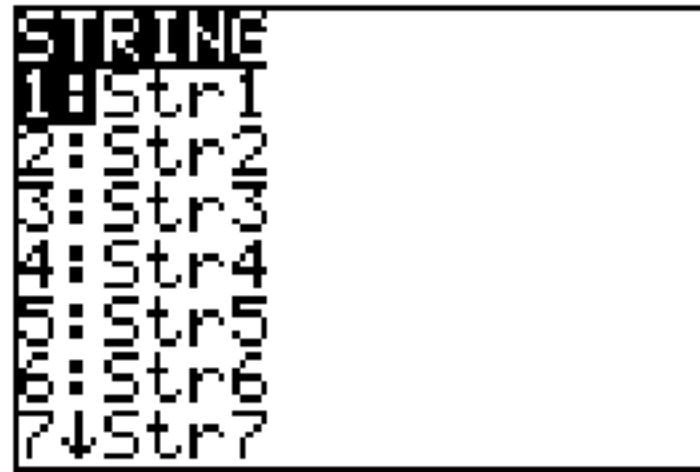 STRING
1:Str1
2:Str2
3:Str3
4:Str4
5:Str5
6:Str6
7↓Str7